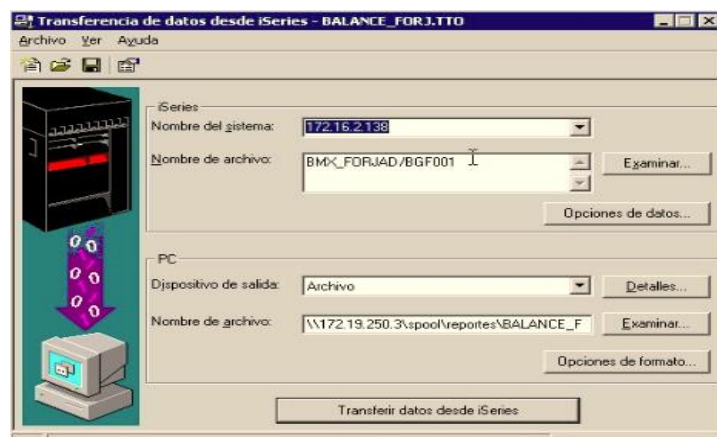 Transferencia de datos desde iSeries - BALANCE_FORJ.TTO
Archivo Ver Ayuda
iSeries
Nombre del sistema: 172.16.2.138
Nombre de archivo: BMX_FORJAD/BGF001 Examinar...
Opciones de datos...
PC
Dispositivo de salida: Archivo Detalles...
Nombre de archivo: \\172.19.250.3\spool\reportes\BALANCE_F Examinar...
Opciones de formato...
Transferir datos desde iSeries